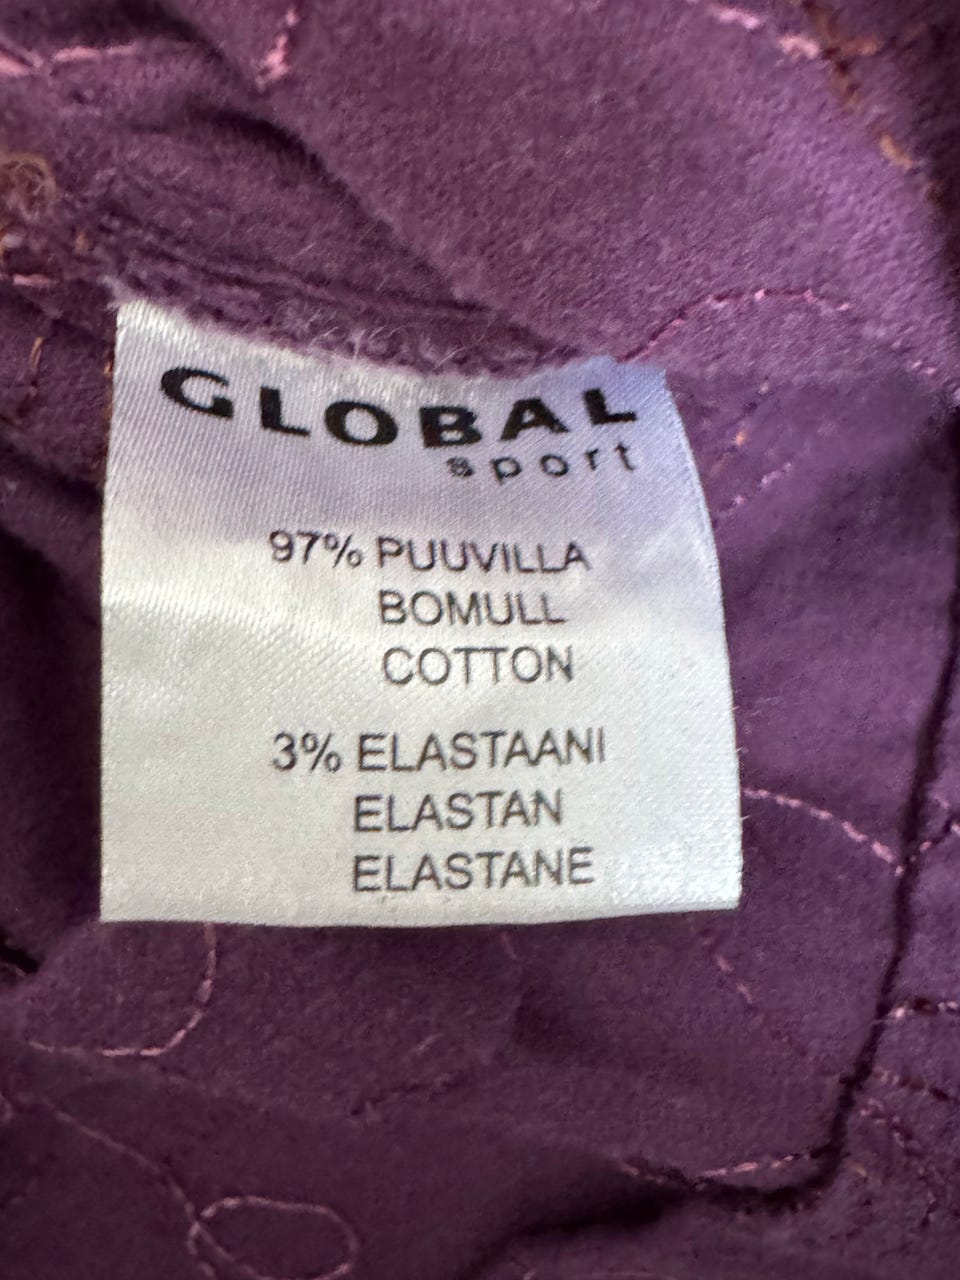 GLOBAL
sport
97% PUUVILLA
BOMULL
COTTON
3% ELASTAANI
ELASTAN
ELASTANE